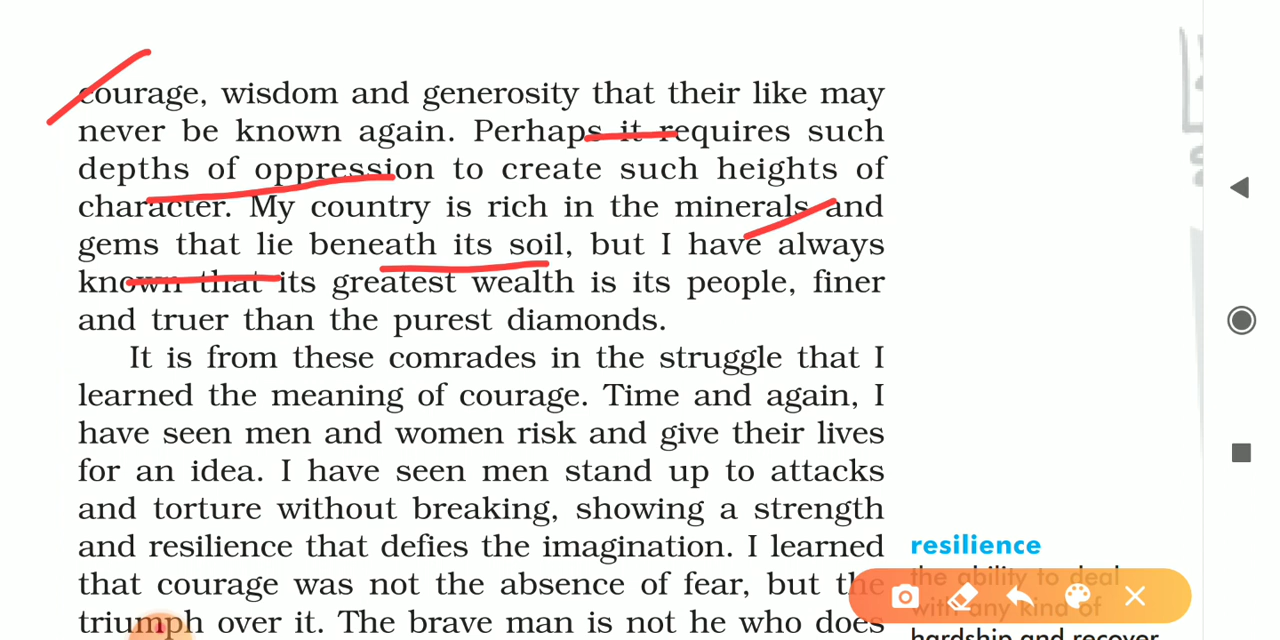 courage, wisdom and generosity that their like may
never be known again. Perhaps it requires such
depths of oppression to create such heights of
character. My country is rich in the minerals and
gems that lie beneath its soil, but I have always
known that its greatest wealth is its people, finer
and truer than the purest diamonds.
It is from these comrades in the struggle that I
learned the meaning of courage. Time and again, I
have seen men and women risk and give their lives
for an idea. I have seen men stand up to attacks
and torture without breaking, showing a strength
and resilience that defies the imagination. I learned
that courage was not the absence of fear, but the
triumph over it. The brave man is not he who does
resilience
the ability to deal
with any kind of
hardship and recover